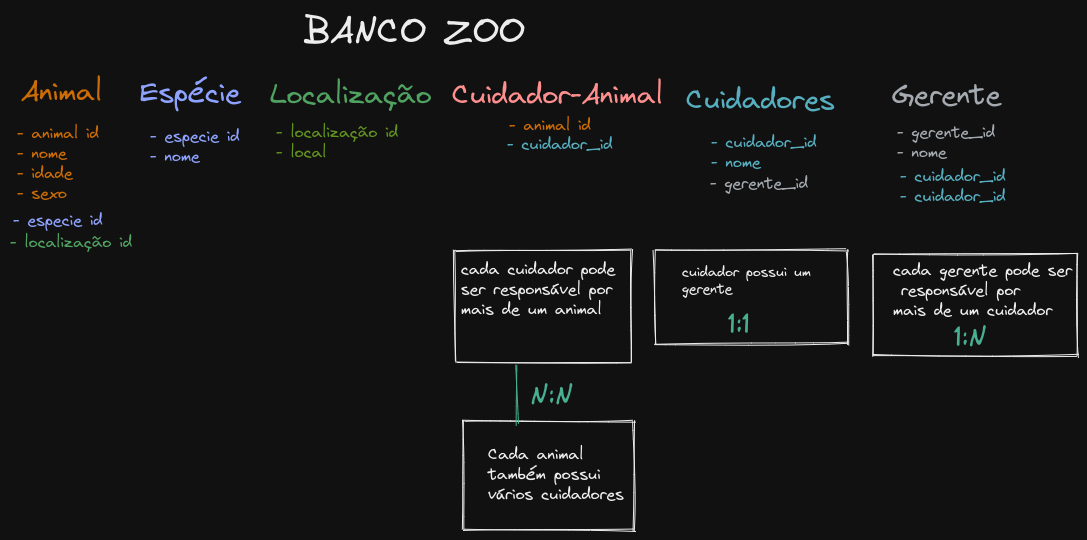 BANCO ZOO
Animal
- animal id
- nome
- idade
- sexo
- especie id
- localização id
Espécie
- especie id
- nome
Localização
- localização id
- local
Cuidador-Animal
- animal id
- cuidador_id
Cuidadores
- cuidador_id
- nome
- gerente_id
Gerente
- gerente_id
- nome
- cuidador_id
- cuidador_id
cada cuidador pode
ser responsável por
mais de um animal
N:N
Cada animal
também possui
vários cuidadores
cuidador possui um
gerente
1:1
cada gerente pode ser
responsável por
mais de um cuidador
1:N